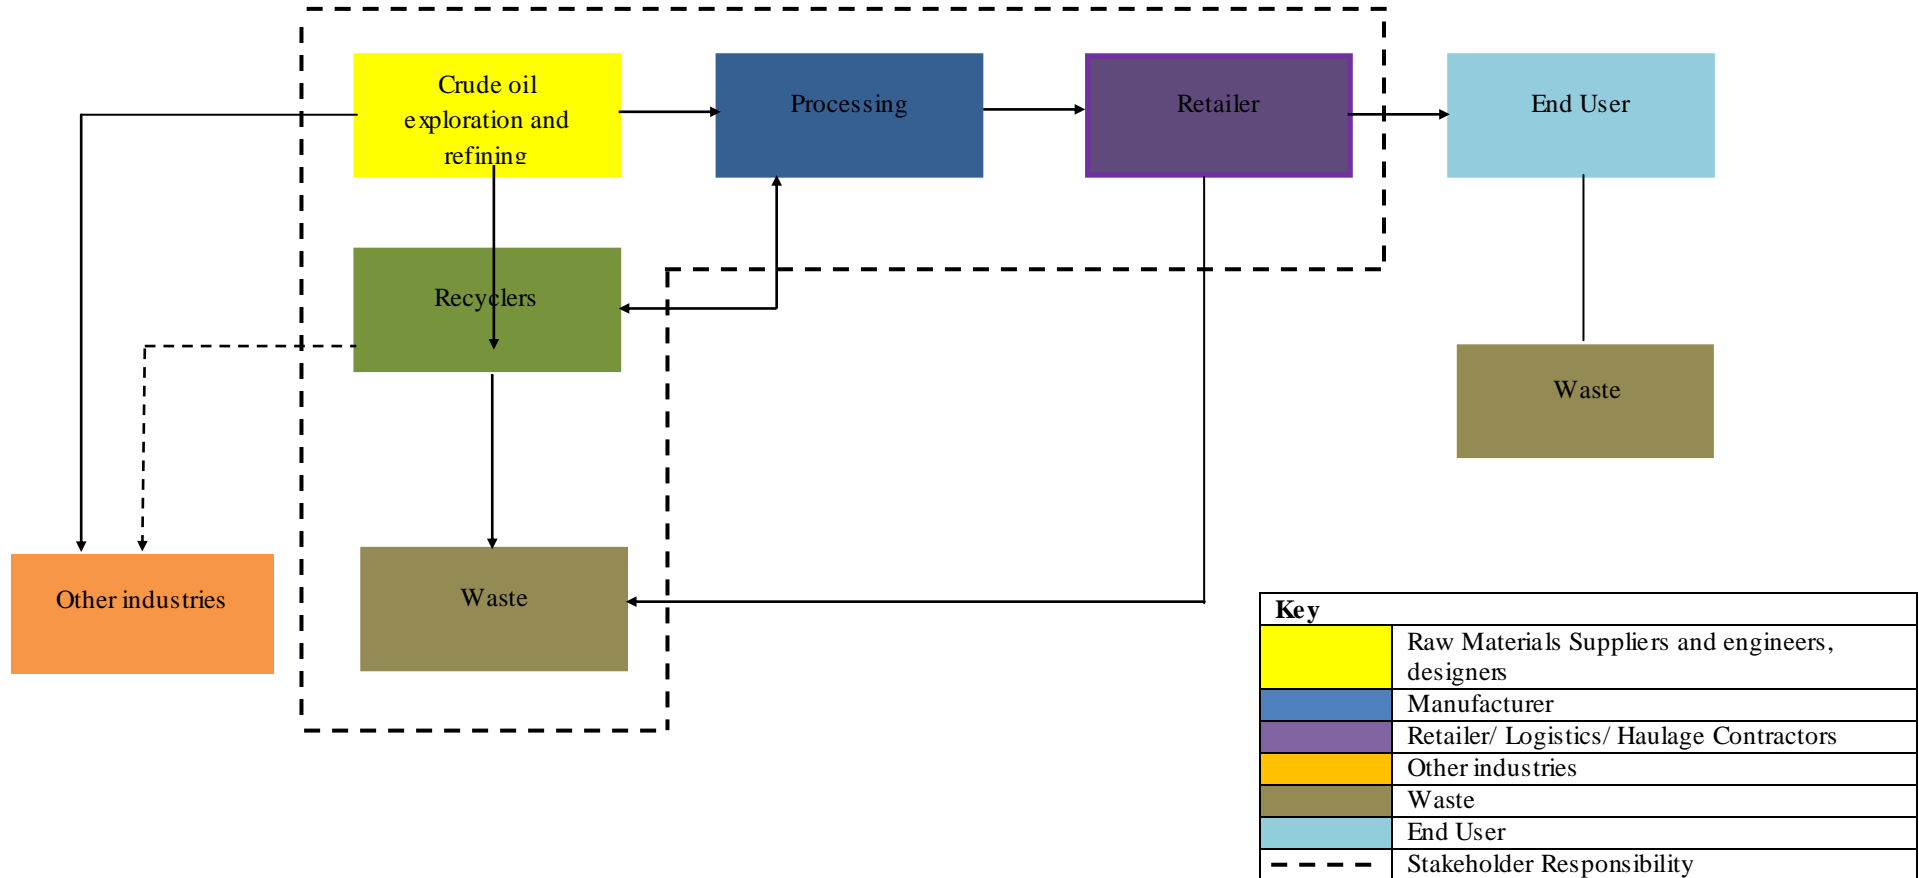 Crude oil
exploration and
refining
Processing
Retailer
End User
Recyclers
Waste
Other industries
Waste
Key
Raw Materials Suppliers and engineers,
designers
Manufacturer
Retailer/ Logistics/ Haulage Contractors
Other industries
Waste
End User
Stakeholder Responsibility